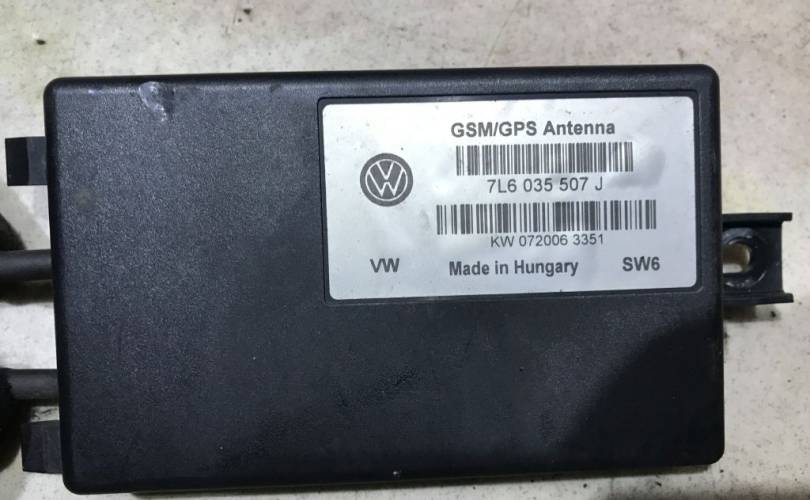 GSM/GPS Antenna
7L6 035 507 J
KW 072006 3351
VW Made in Hungary SW6